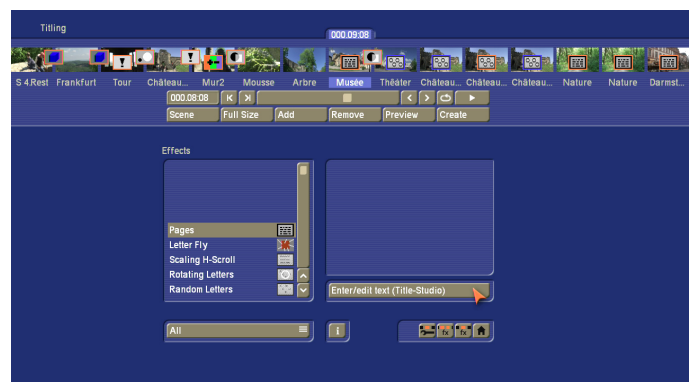 Titling
000.09:08
S 4.Rest Frankfurt Tour Château... Mur2 Mousse Arbre Musée Théâter Château... Château... Château... Nature Nature Darmst...
000.08:08
Scene Full Size Add Remove Preview Create
Effects
Pages
Letter Fly
Scaling H-Scroll
Rotating Letters
Random Letters
Enter/edit text (Title-Studio)
All
i
fx fx